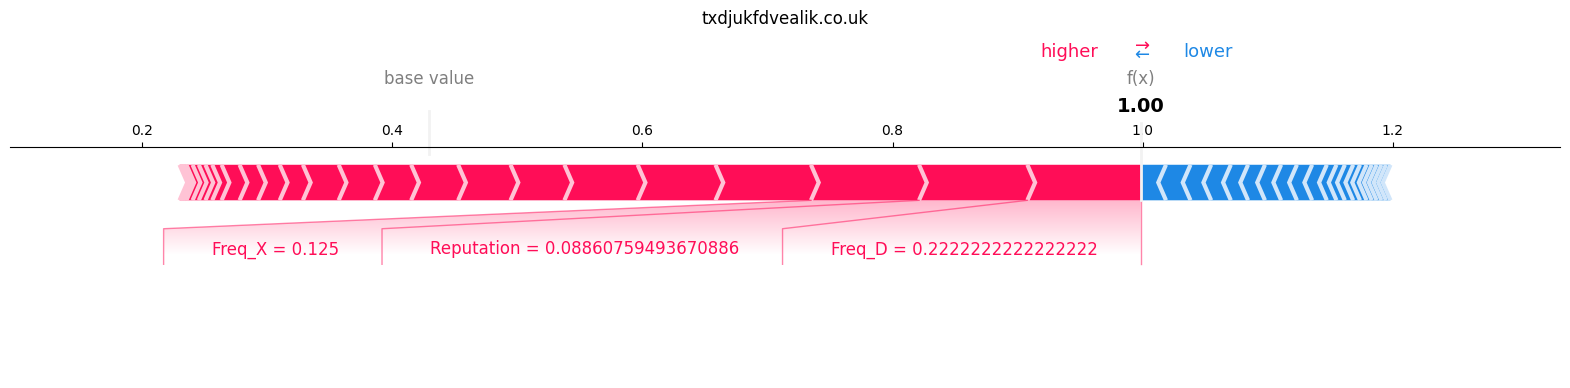 txdjukfdvealik.co.uk
higher ⇄ lower
base value f(x)
1.00
0.2 0.4 0.6 0.8 1.0 1.2
Freq_X = 0.125 Reputation = 0.08860759493670886 Freq_D = 0.2222222222222222